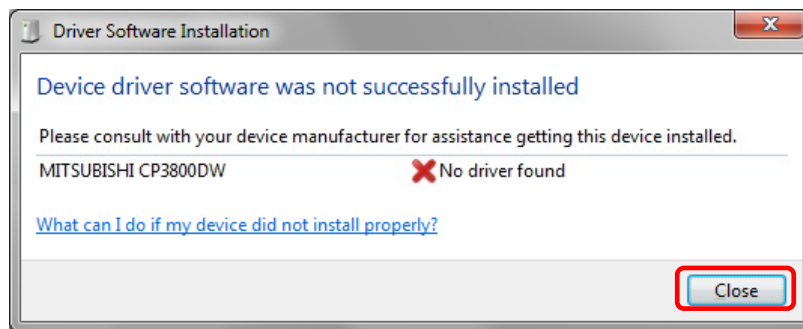 Driver Software Installation
Device driver software was not successfully installed
Please consult with your device manufacturer for assistance getting this device installed.
MITSUBISHI CP3800DW No driver found
What can I do if my device did not install properly?
Close